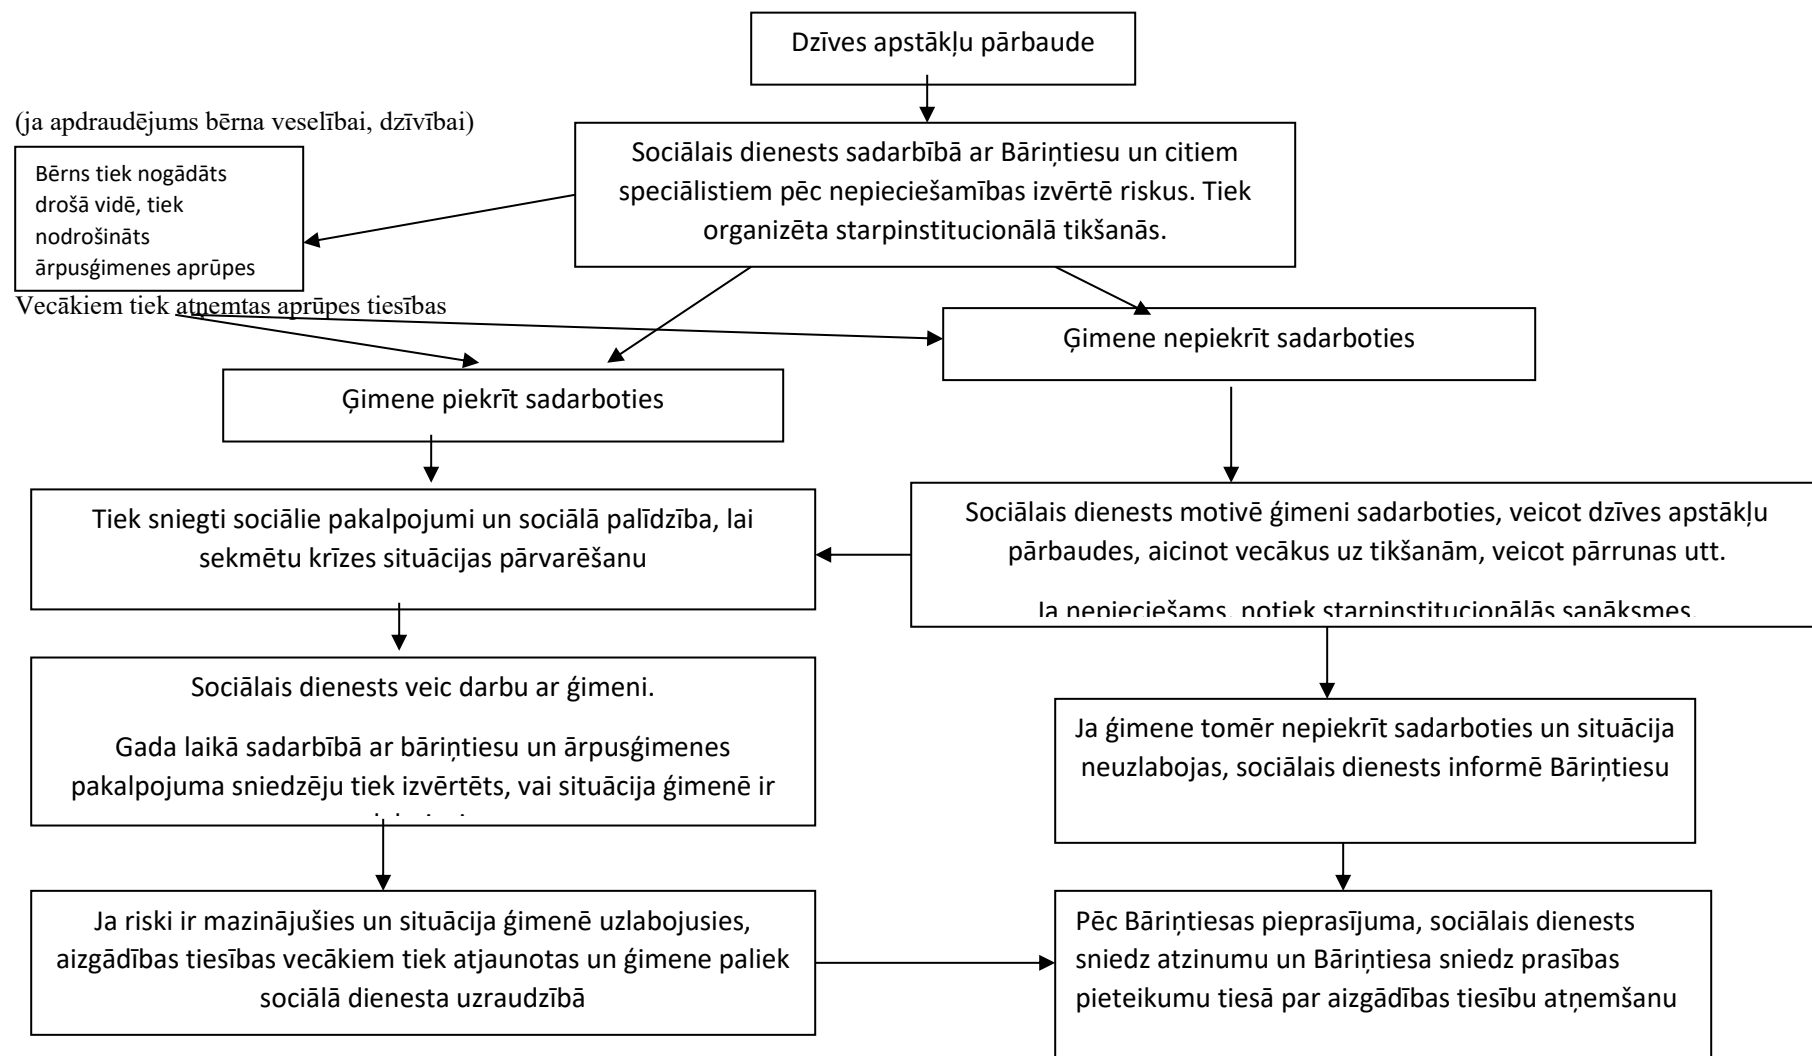 Dzīves apstākļu pārbaude
(ja apdraudējums bērna veselībai, dzīvībai)
Sociālais dienests sadarbībā ar Bāriņtiesu un citiem
speciālistiem pēc nepieciešamības izvērtē riskus. Tiek
organizēta starpinstitucionālā tikšanās.
Bērns tiek nogādāts
drošā vidē, tiek
nodrošināts
ārpusģimenes aprūpes
Vecākiem tiek atņemtas aprūpes tiesības
Ģimene nepiekrīt sadarboties
Ģimene piekrīt sadarboties
Tiek sniegti sociālie pakalpojumi un sociālā palīdzība, lai
sekmētu krīzes situācijas pārvarēšanu
Sociālais dienests motivē ģimeni sadarboties, veicot dzīves apstākļu
pārbaudes, aicinot vecākus uz tikšanām, veicot pārrunas utt.
Ja nepieciešams, notiek starpinstitucionālās sanāksmes.
Sociālais dienests veic darbu ar ģimeni.
Gada laikā sadarbībā ar bāriņtiesu un ārpusģimenes
pakalpojuma sniedzēju tiek izvērtēts, vai situācija ģimenē ir
Ja ģimene tomēr nepiekrīt sadarboties un situācija
neuzlabojas, sociālais dienests informē Bāriņtiesu
Ja riski ir mazinājušies un situācija ģimenē uzlabojusies,
aizgādības tiesības vecākiem tiek atjaunotas un ģimene paliek
sociālā dienesta uzraudzībā
Pēc Bāriņtiesas pieprasījuma, sociālais dienests
sniedz atzinumu un Bāriņtiesa sniedz prasības
pieteikumu tiesā par aizgādības tiesību atņemšanu